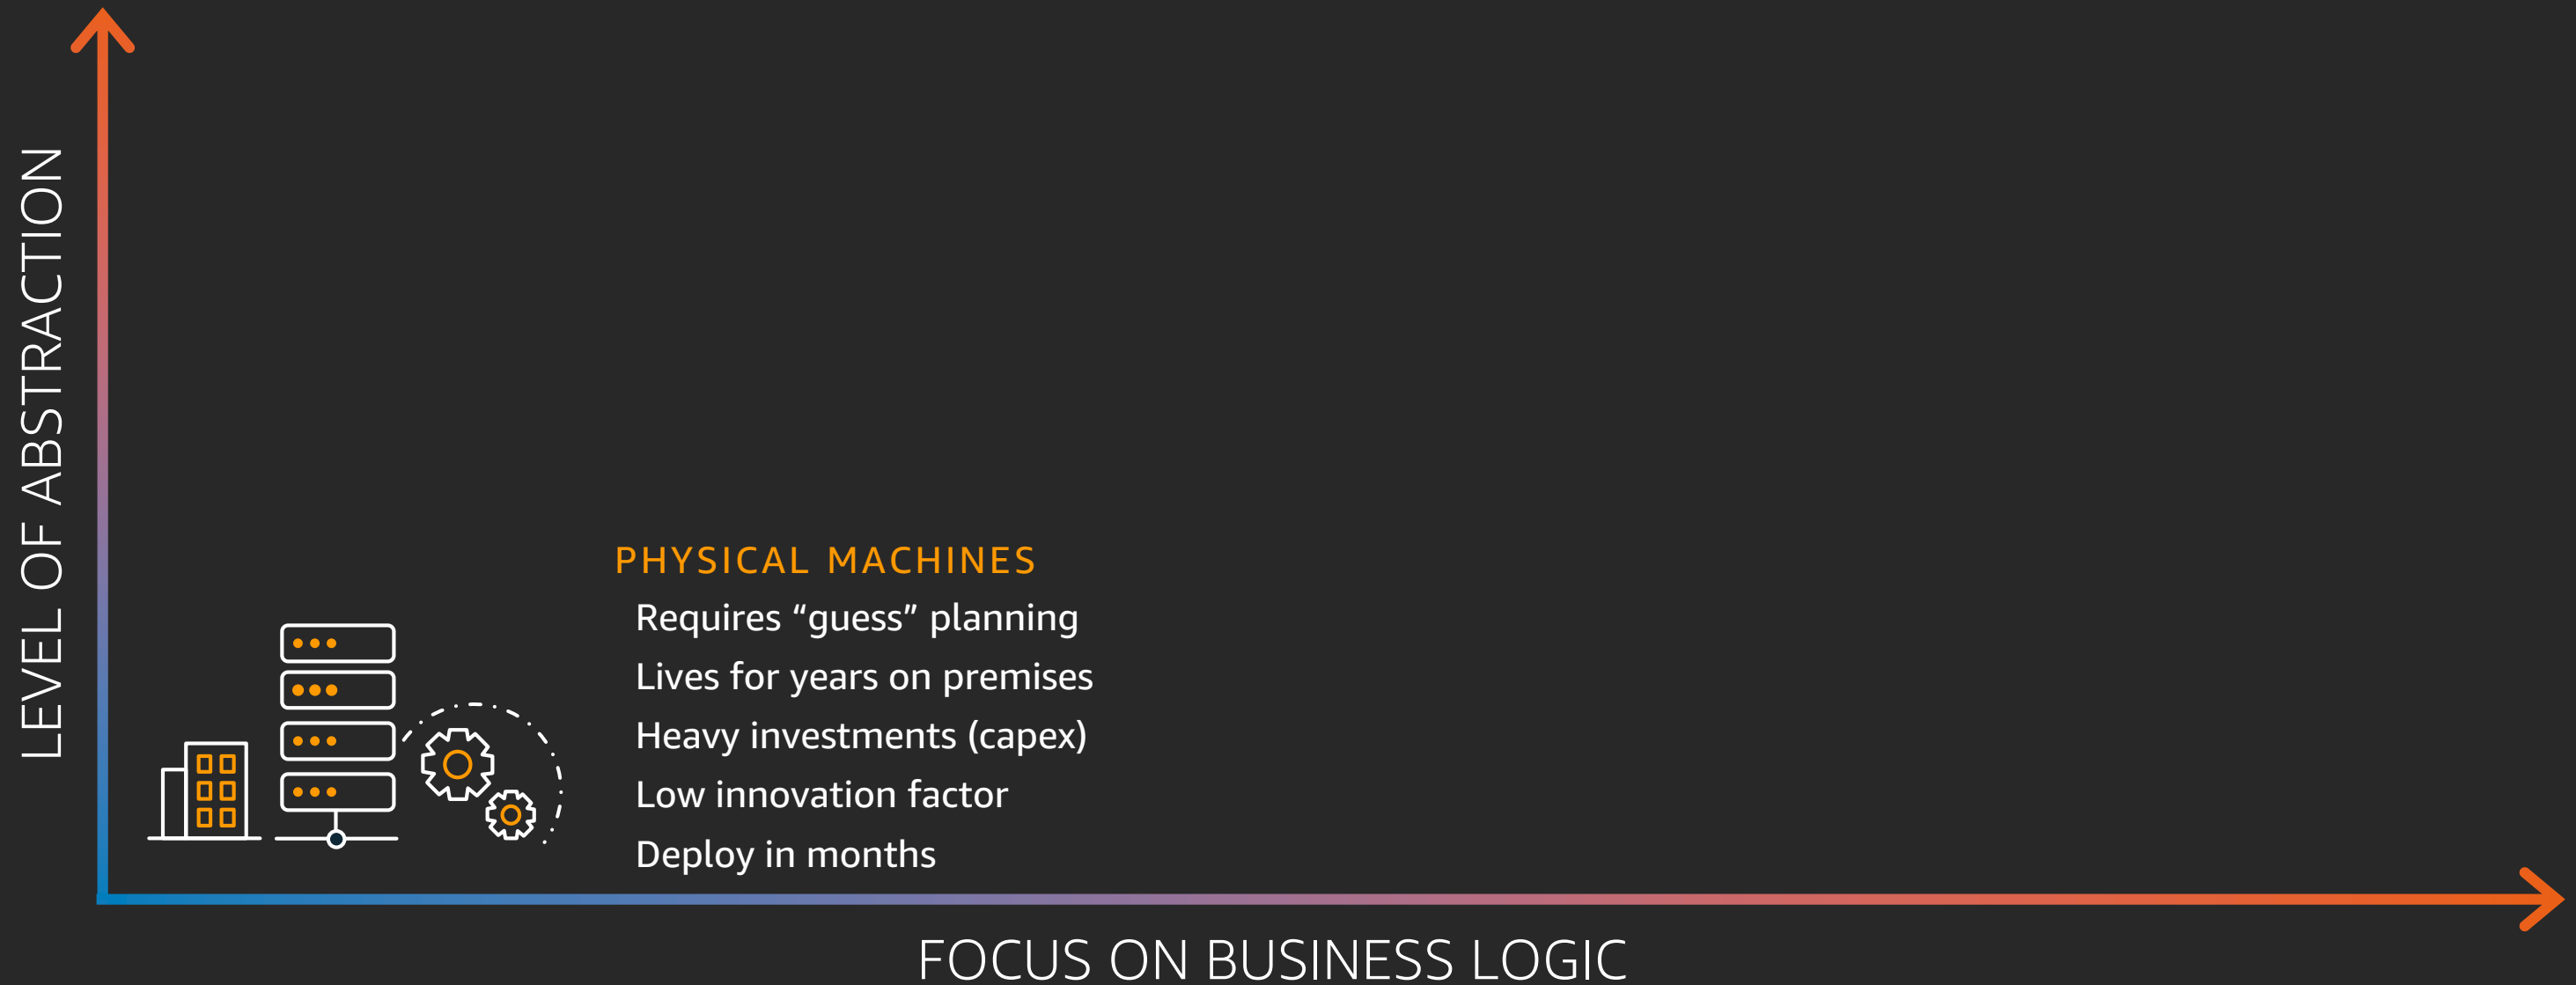 LEVEL OF ABSTRACTION
PHYSICAL MACHINES
Requires “guess” planning
Lives for years on premises
Heavy investments (capex)
Low innovation factor
Deploy in months
FOCUS ON BUSINESS LOGIC